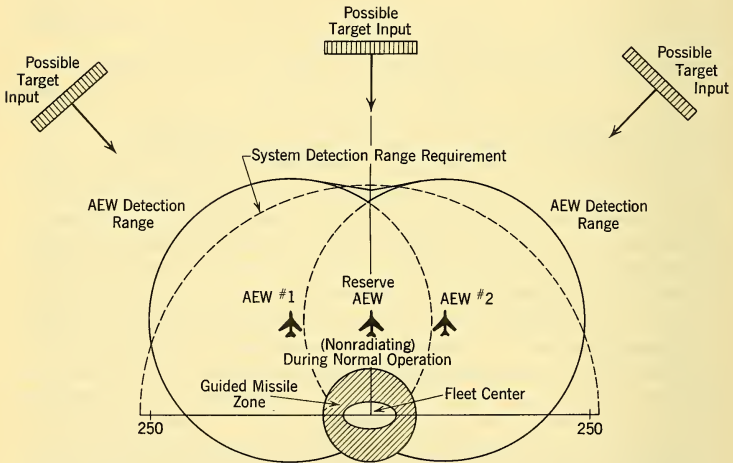 Possible
Target Input
Possible
Target
Input
Possible
Target
Input
System Detection Range Requirement
AEW Detection
Range
AEW Detection
Range
AEW #1
Reserve
AEW
AEW #2
(Nonradiating)
During Normal Operation
Guided Missile
Zone
Fleet Center
250
250